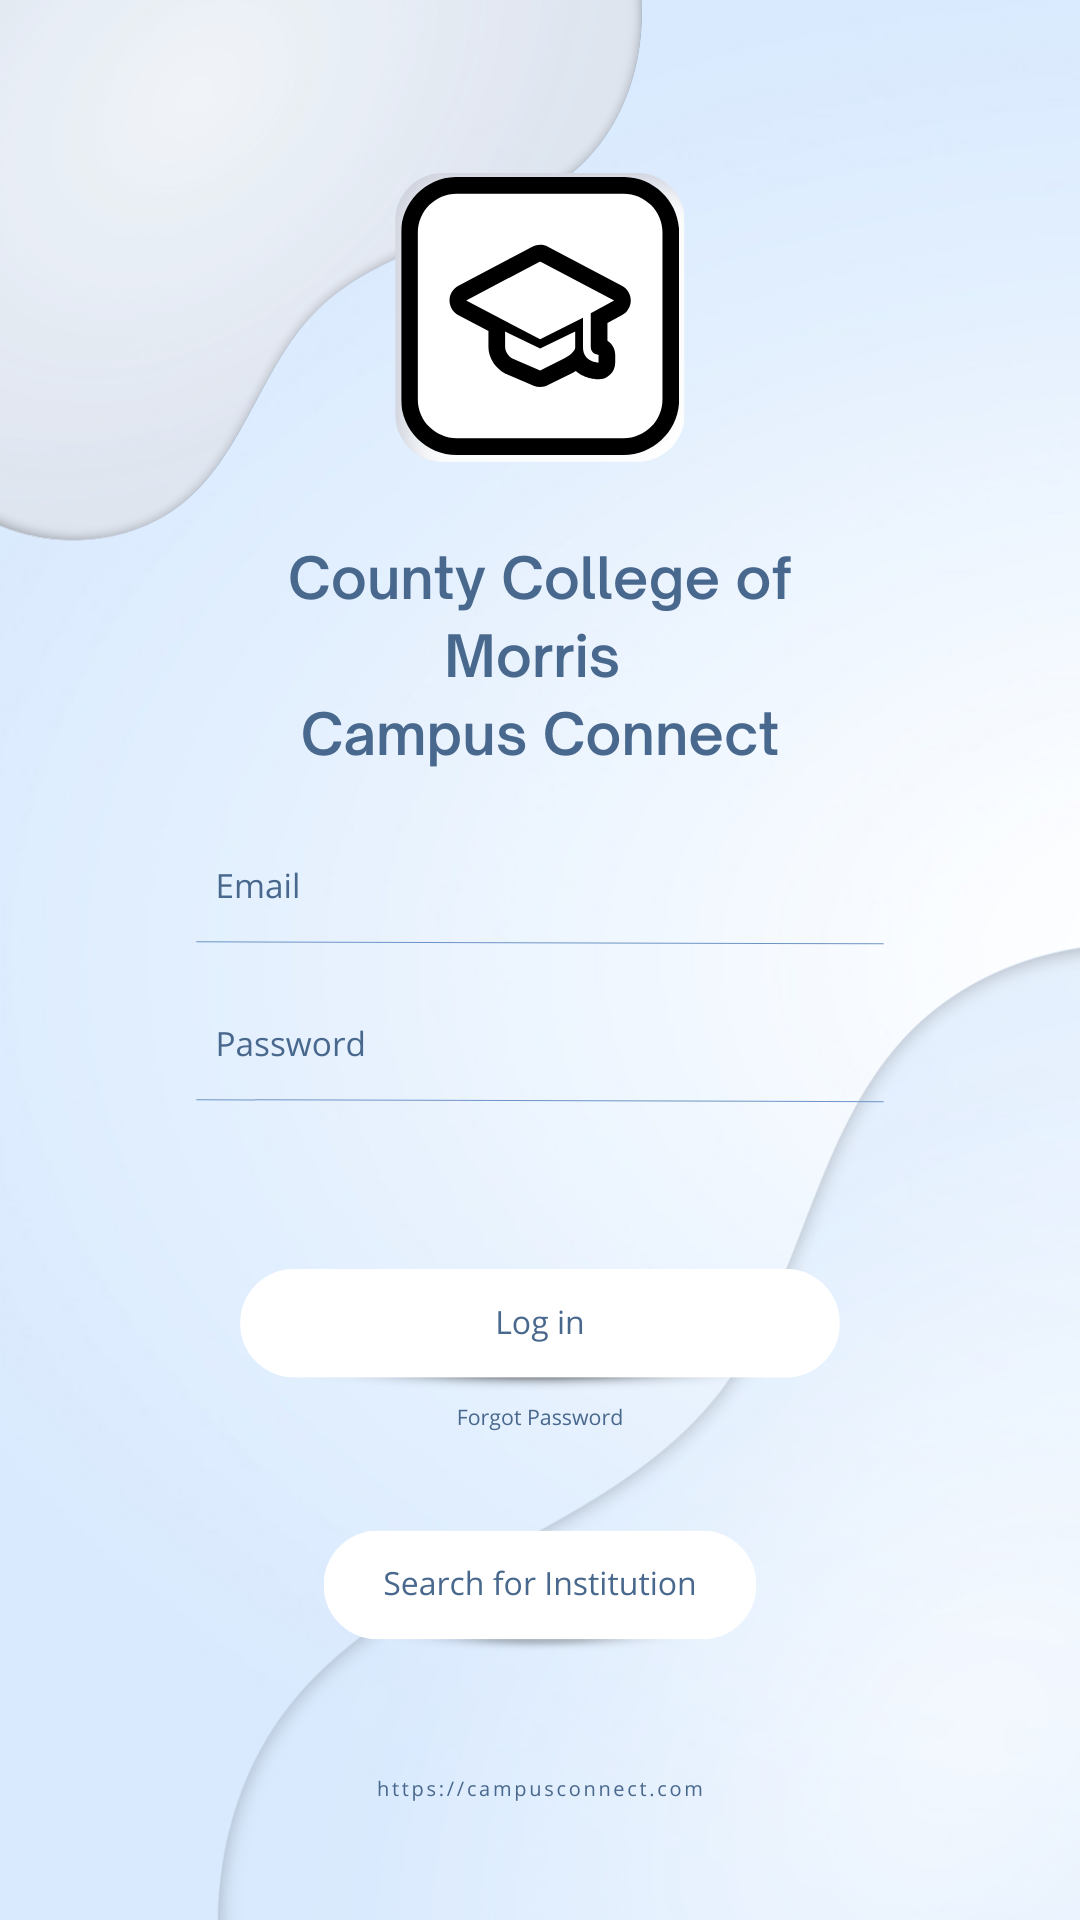 County College of
Morris
Campus Connect
Email
Password
Log in
Forgot Password
Search for Institution
https://campusconnect.com